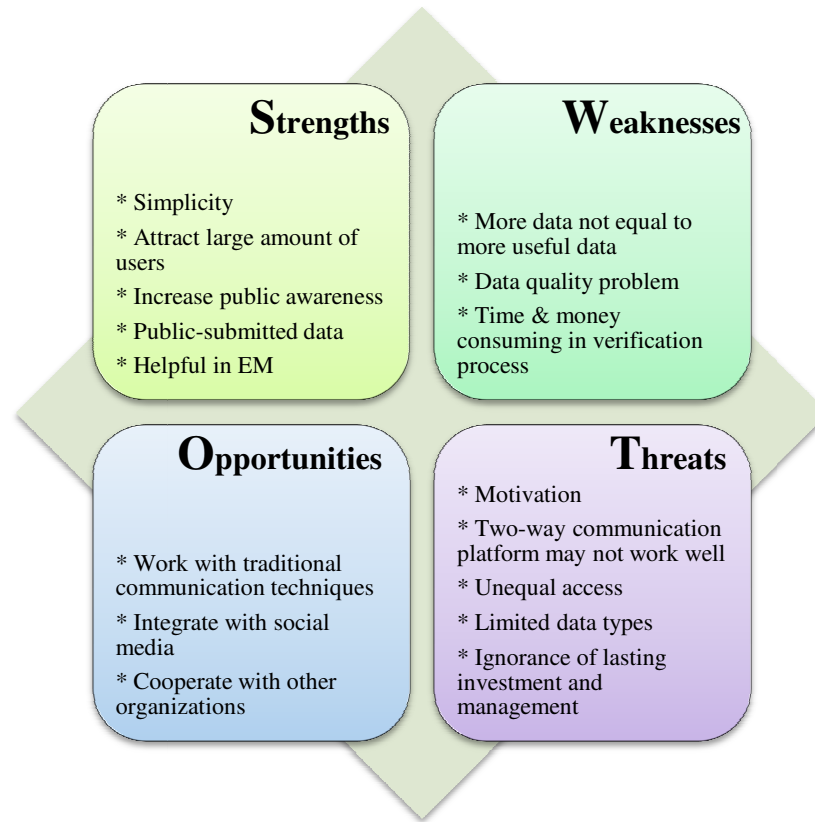 Strengths
* Simplicity
* Attract large amount of
users
* Increase public awareness
* Public-submitted data
* Helpful in EM
Weaknesses
* More data not equal to
more useful data
* Data quality problem
* Time & money
consuming in verification
process
Opportunities
* Work with traditional
communication techniques
* Integrate with social
media
* Cooperate with other
organizations
Threats
* Motivation
* Two-way communication
platform may not work well
* Unequal access
* Limited data types
* Ignorance of lasting
investment and
management